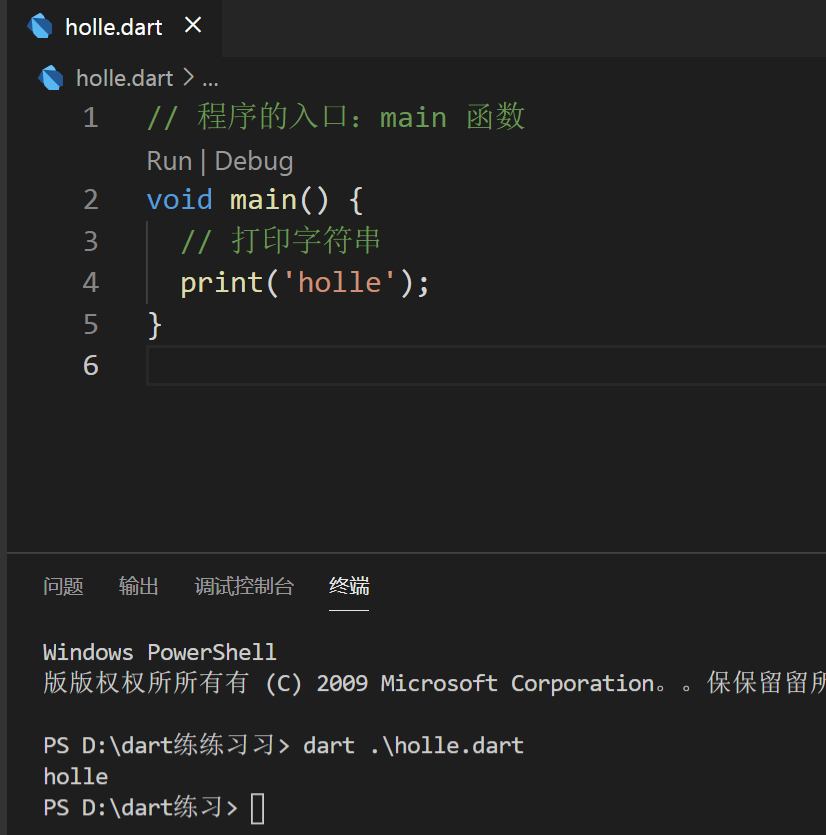 holle.dart ×
holle.dart > ...
1 // 程序的入口：main 函数
Run | Debug
2 void main() {
3 // 打印字符串
4 print('holle');
5 }
6
问题 输出 调试控制台 终端
Windows PowerShell
版版权权所所有有 (C) 2009 Microsoft Corporation。。保保留留所
PS D:\dart练练习习> dart .\holle.dart
holle
PS D:\dart练习>